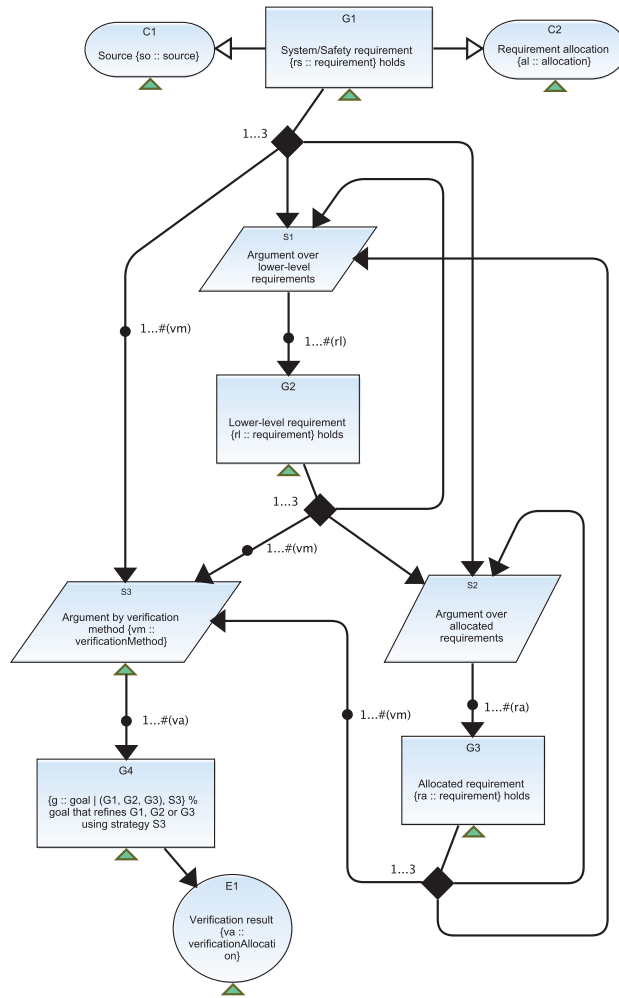 C1
Source {so :: source}
G1
System/Safety requirement
{rs :: requirement} holds
C2
Requirement allocation
{al :: allocation}
1...3
S1
Argument over
lower-level
requirements
1...#(vm)
1...#(rl)
G2
Lower-level requirement
{rl :: requirement} holds
1...3
1...#(vm)
S3
Argument by verification
method {vm ::
verificationMethod}
S2
Argument over
allocated
requirements
1...#(va)
1...#(vm)
1...#(ra)
G4
{g :: goal | (G1, G2, G3), S3} %
goal that refines G1, G2 or G3
using strategy S3
G3
Allocated requirement
{ra :: requirement} holds
1...3
E1
Verification result
{va ::
verificationAllocati
on}